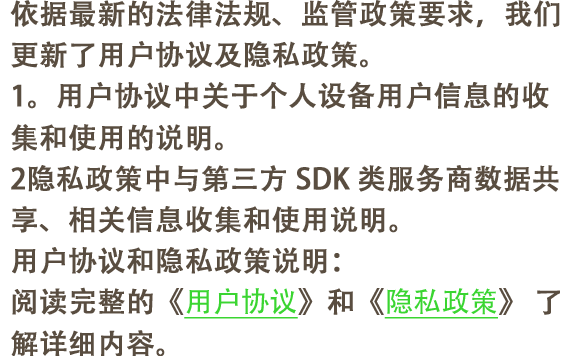 依据最新的法律法规、监管政策要求，我们
更新了用户协议及隐私政策。
1。用户协议中关于个人设备用户信息的收
集和使用的说明。
2隐私政策中与第三方 SDK 类服务商数据共
享、相关信息收集和使用说明。
用户协议和隐私政策说明：
阅读完整的《用户协议》和《隐私政策》 了
解详细内容。